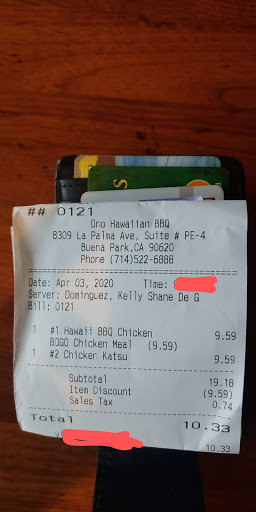 ## 0121
Ono Hawaiian BBQ
8309 La Palma Ave, Suite # PE-4
Buena Park,CA 90620
Phone (714)522-6888
Date: Apr 03, 2020 Time:
Server: Dominguez, Kelly Shane De G
Bill: 0121
1 #1 Hawaii BBQ Chicken 9.59
BOGO Chicken Meal (9.59)
1 #2 Chicken Katsu 9.59
Subtotal 19.18
Item Discount (9.59)
Sales Tax 0.74
Total 10.33
10.33